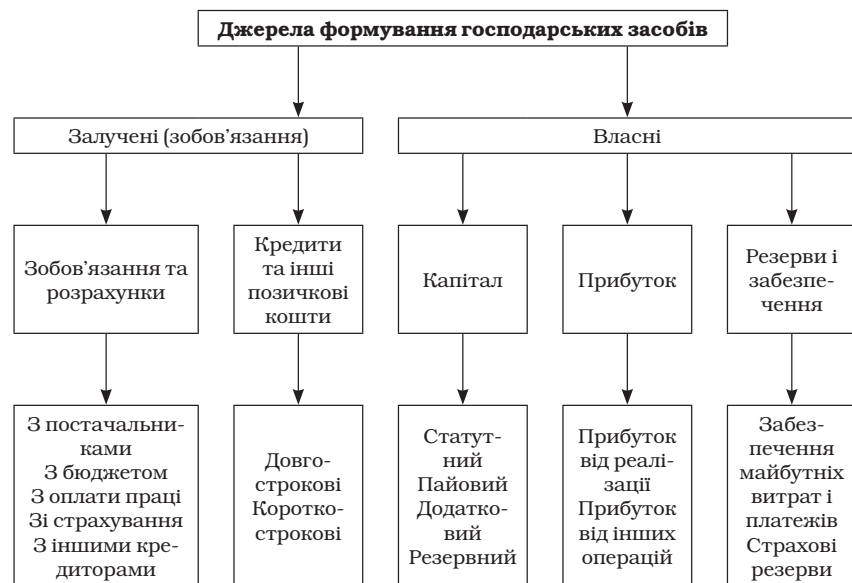 Джерела формування господарських засобів
Залучені (зобов'язання)
Власні
Зобов'язання та
розрахунки
Кредити
та інші
позичкові
кошти
Капітал
Прибуток
Резерви і
забезпе-
чення
З постачальни-
ками
З бюджетом
З оплати праці
Зі страхування
З іншими кре-
диторами
Довго-
строкові
Коротко-
строкові
Статут-
ний
Пайовий
Додатко-
вий
Резервний
Прибуток
від реалі-
зації
Прибуток
від інших
операцій
Забез-
печення
майбутніх
витрат і
платежів
Страхові
резерви